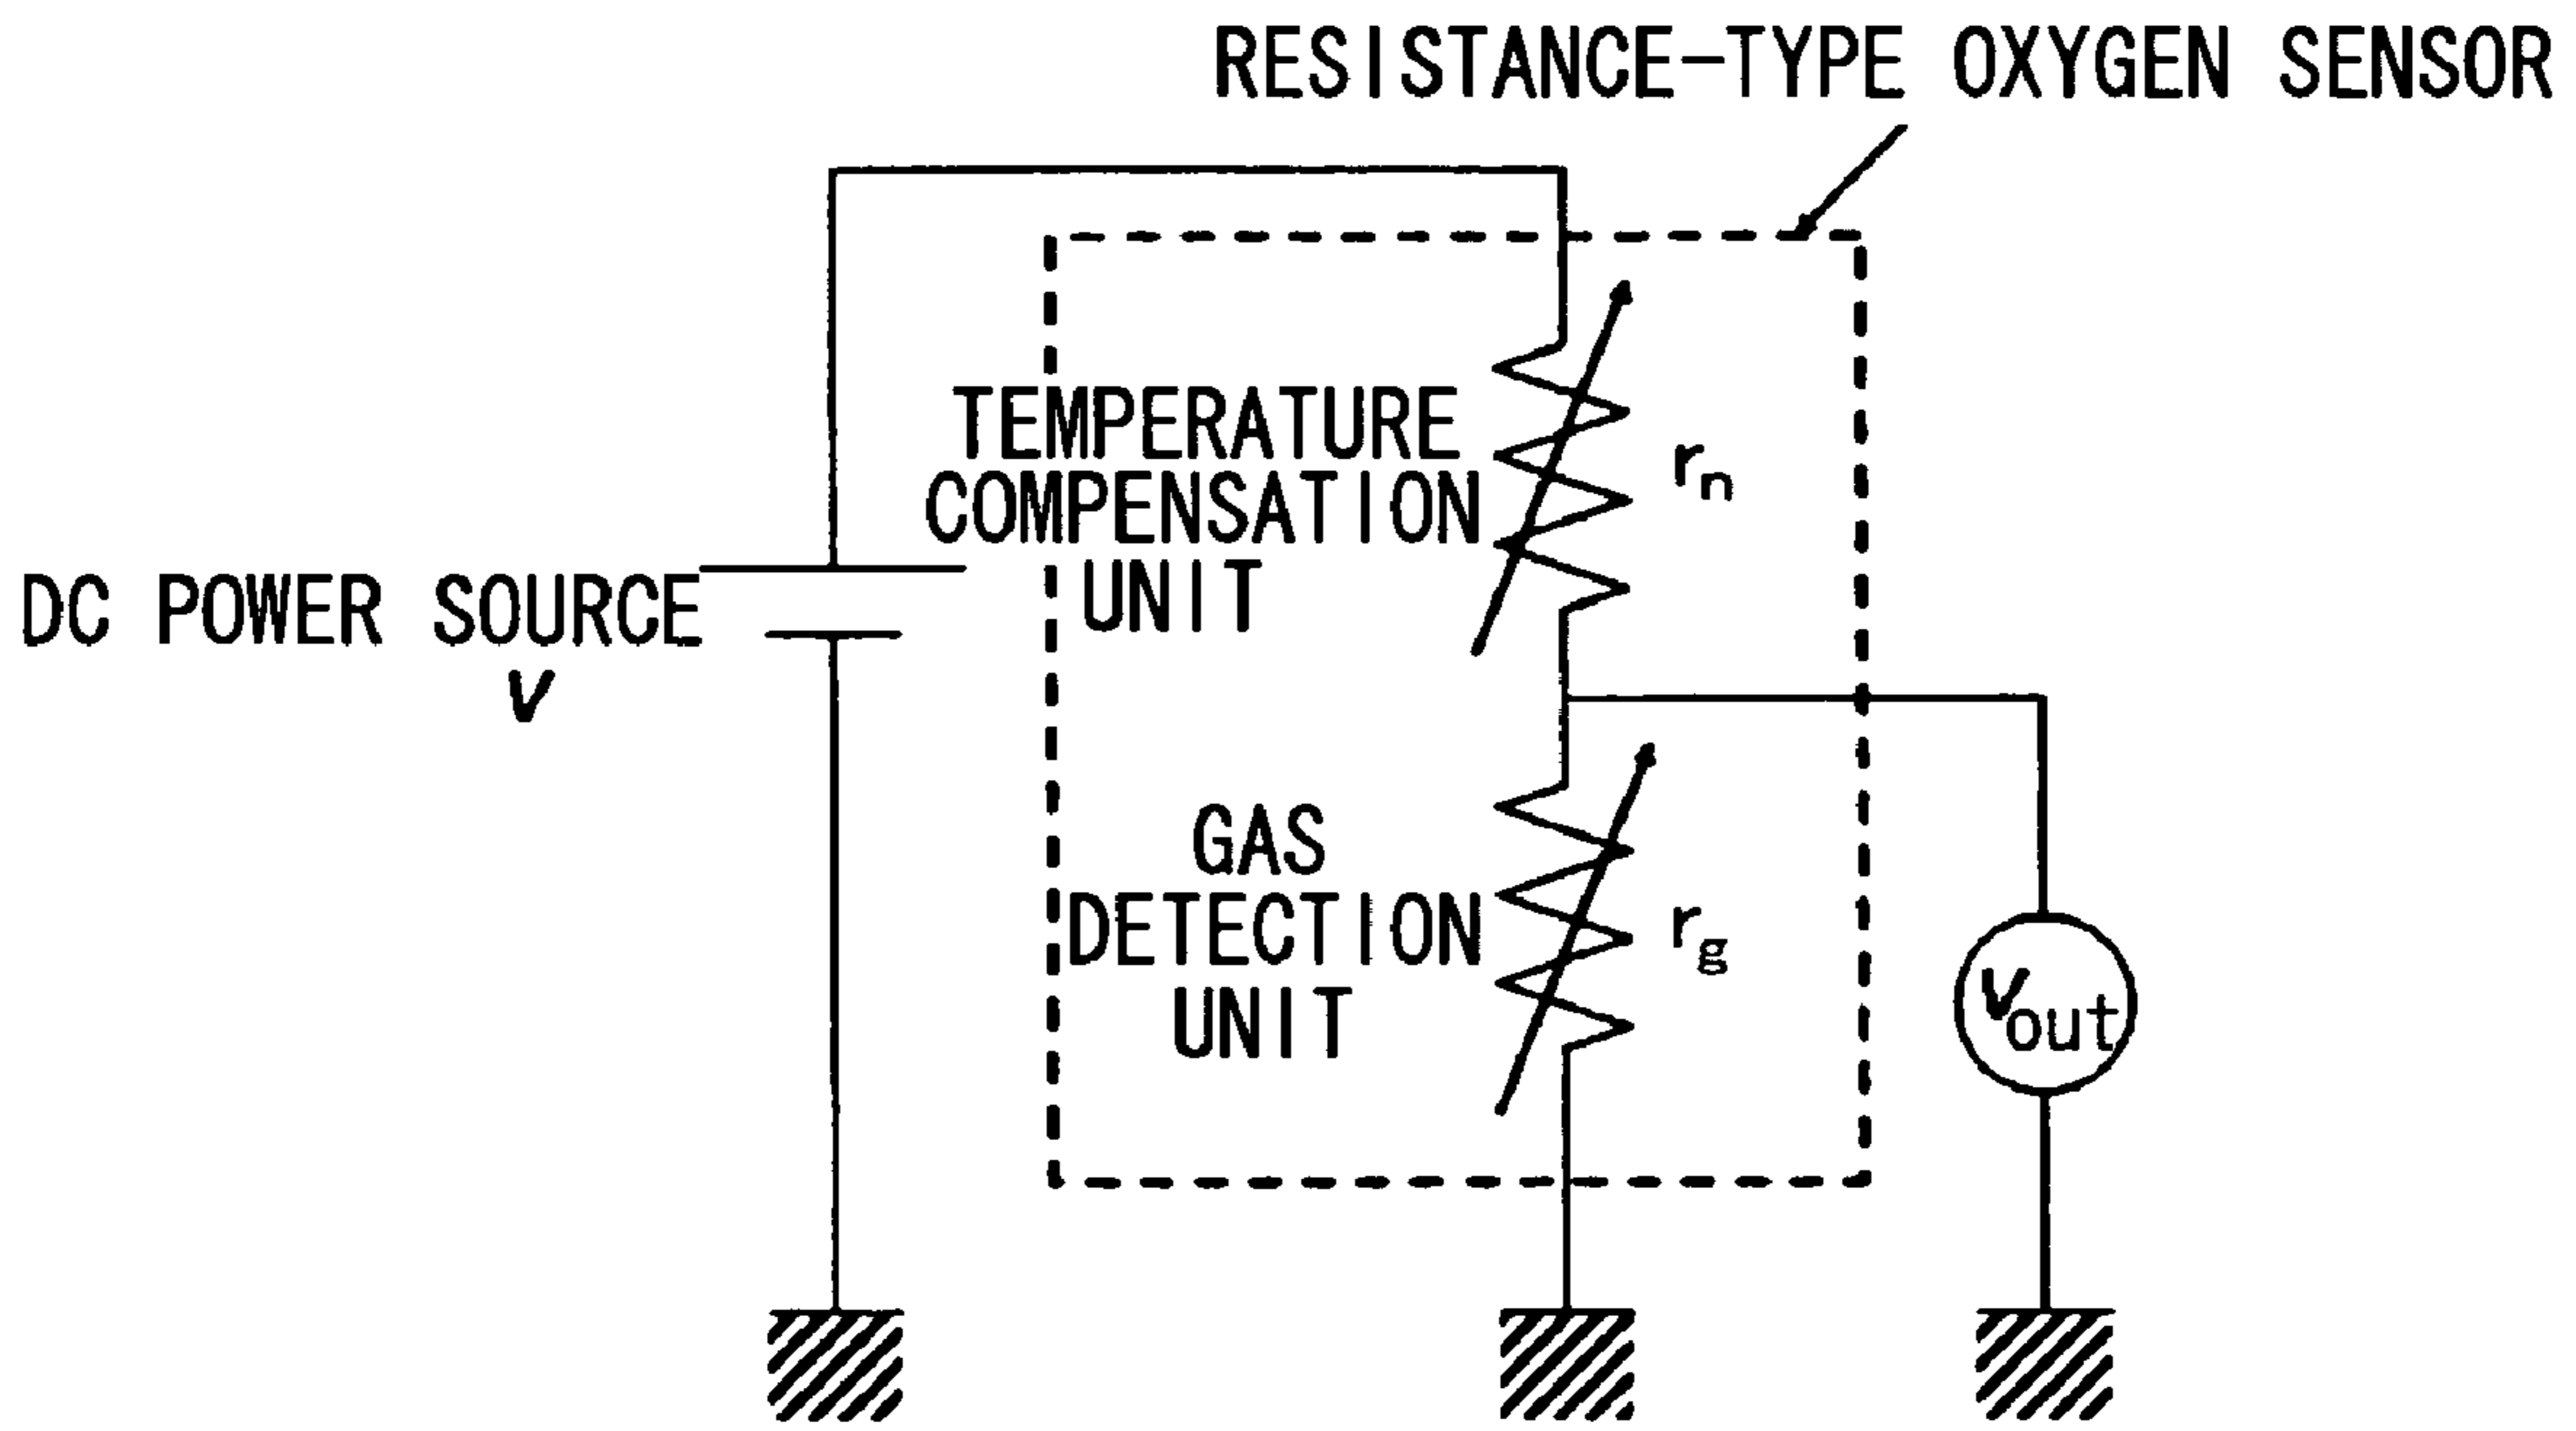 RESISTANCE-TYPE OXYGEN SENSOR
TEMPERATURE
COMPENSATION
UNIT
rn
DC POWER SOURCE
V
GAS
DETECTION
UNIT
rg
Vout